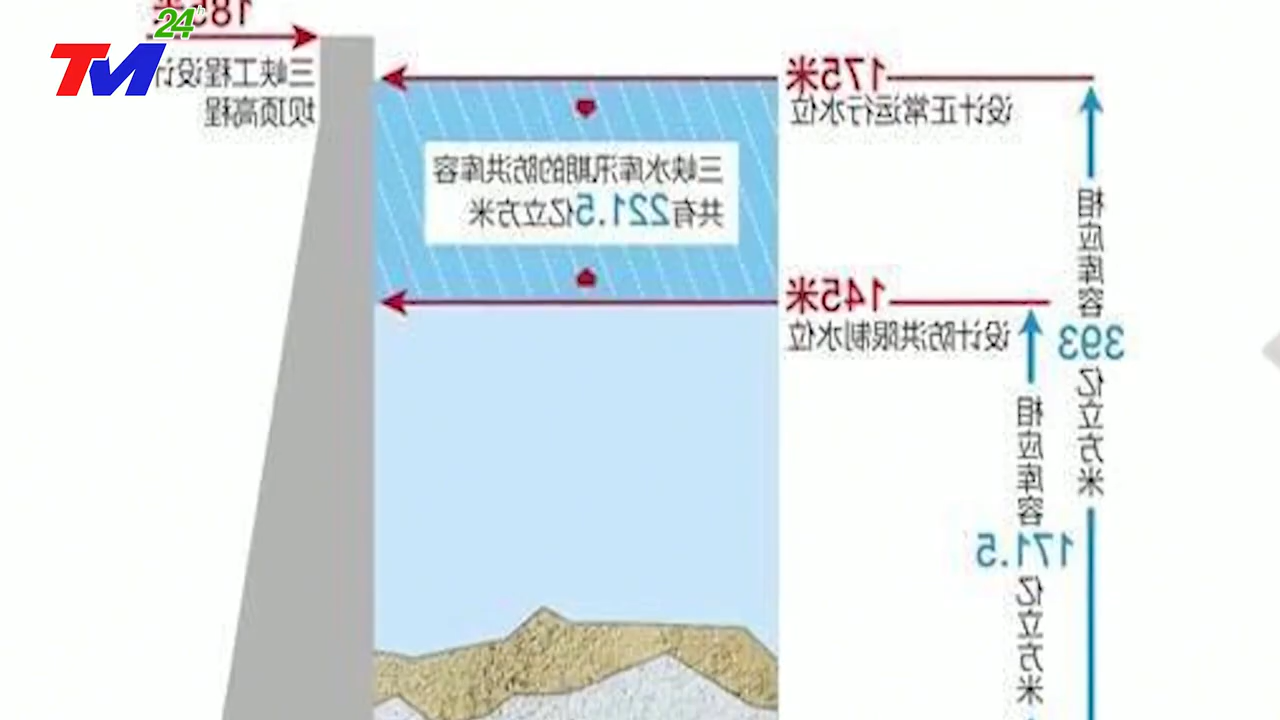 185米
TM 24h
三峡工程设计
坝顶高程
175米
设计正常运行水位
三峡水库汛期的防洪库容
共有221.5亿立方米
145米
设计防洪限制水位
相应库容
393
亿立方米
相应库容
171.5
亿立方米